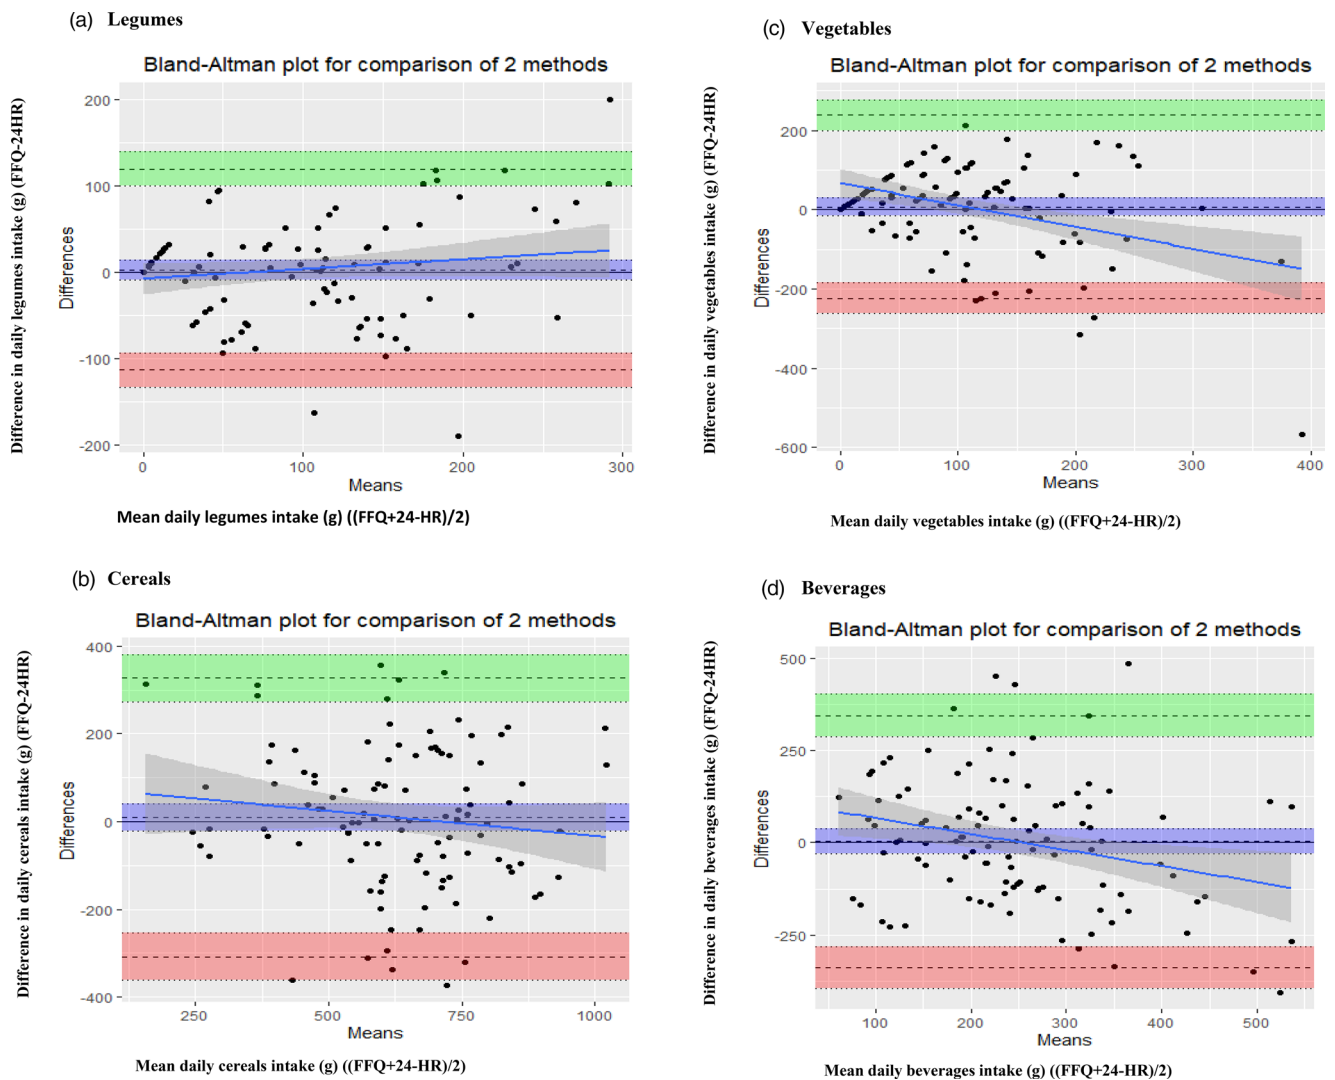 (a) Legumes
Bland-Altman plot for comparison of 2 methods
Difference in daily legumes intake (g) (FFQ-24HR)
Differences
200
100
0
-100
-200
0 100 200 300
Means
Mean daily legumes intake (g) ((FFQ+24-HR)/2)
(c) Vegetables
Bland-Altman plot for comparison of 2 methods
Difference in daily vegetables intake (g) (FFQ-24HR)
Differences
200
0
-200
-400
-600
0 100 200 300 400
Means
Mean daily vegetables intake (g) ((FFQ+24-HR)/2)
(b) Cereals
Bland-Altman plot for comparison of 2 methods
Difference in daily cereals intake (g) (FFQ-24HR)
Differences
400
200
0
-200
-400
250 500 750 1000
Means
Mean daily cereals intake (g) ((FFQ+24-HR)/2)
(d) Beverages
Bland-Altman plot for comparison of 2 methods
Difference in daily beverages intake (g) (FFQ-24HR)
Differences
500
250
0
-250
100 200 300 400 500
Means
Mean daily beverages intake (g) ((FFQ+24-HR)/2)